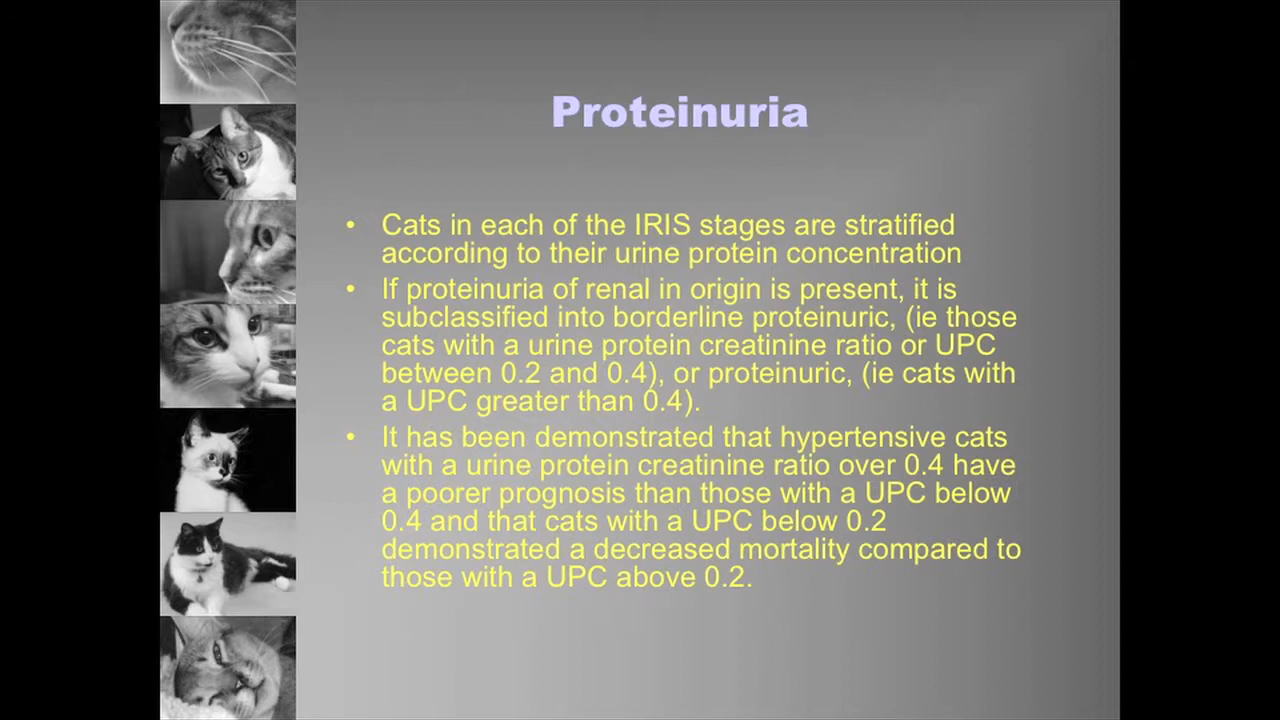 Proteinuria
• Cats in each of the IRIS stages are stratified
according to their urine protein concentration
• If proteinuria of renal in origin is present, it is
subclassified into borderline proteinuric, (ie those
cats with a urine protein creatinine ratio or UPC
between 0.2 and 0.4), or proteinuric, (ie cats with
a UPC greater than 0.4).
• It has been demonstrated that hypertensive cats
with a urine protein creatinine ratio over 0.4 have
a poorer prognosis than those with a UPC below
0.4 and that cats with a UPC below 0.2
demonstrated a decreased mortality compared to
those with a UPC above 0.2.